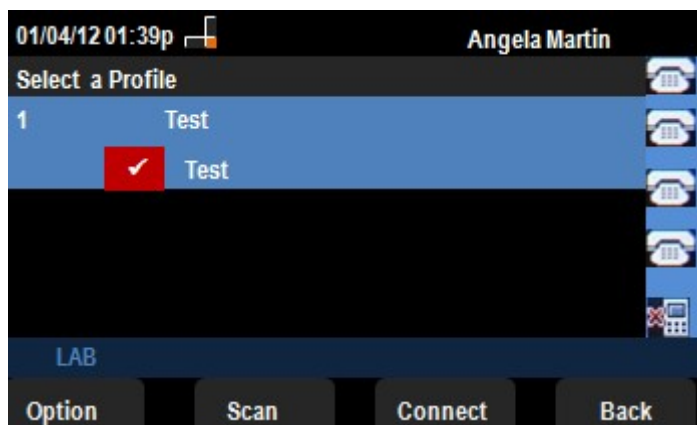 01/04/12 01:39p Angela Martin
Select a Profile
1 Test
✔ Test
LAB
Option Scan Connect Back